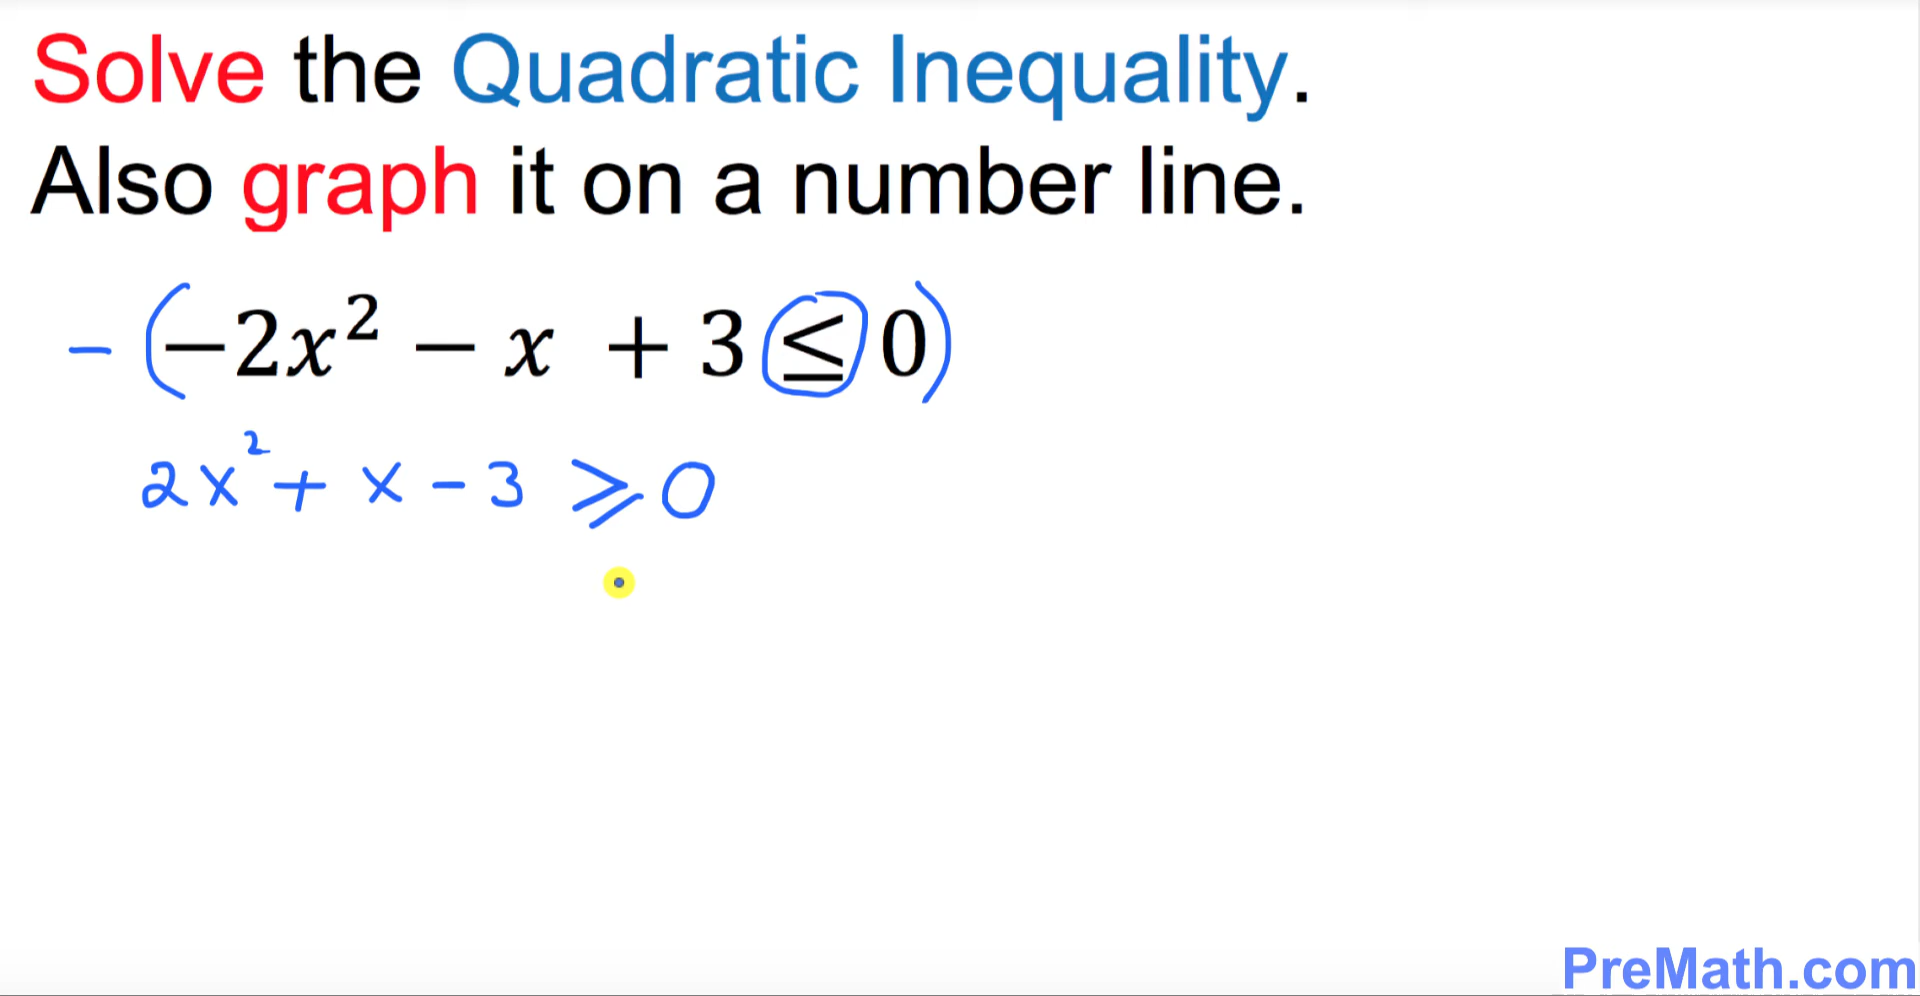 Solve the Quadratic Inequality.
Also graph it on a number line.
- (−2x² − x + 3 ≤ 0)
2x² + x - 3 ⩾ 0
PreMath.com